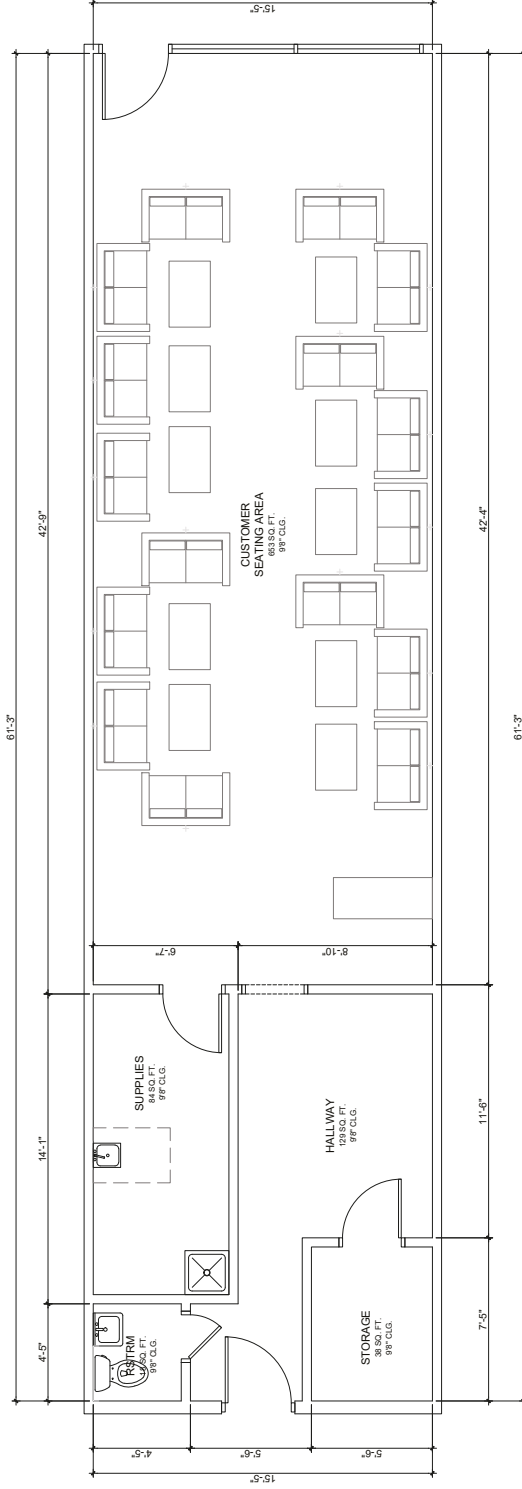 15'-5"
61'-3"
42'-9"
14'-1"
4'-5"
CUSTOMER
SEATING AREA
653 SQ. FT.
9'8" CLG.
6'-7"
8'-10"
SUPPLIES
84 SQ. FT.
9'8" CLG.
HALLWAY
129 SQ. FT.
9'8" CLG.
RSTRM
SQ. FT.
9'8" CLG.
STORAGE
38 SQ. FT.
9'8" CLG.
42'-4"
11'-6"
7'-5"
61'-3"
4'-5"
5'-6"
5'-6"
15'-5"